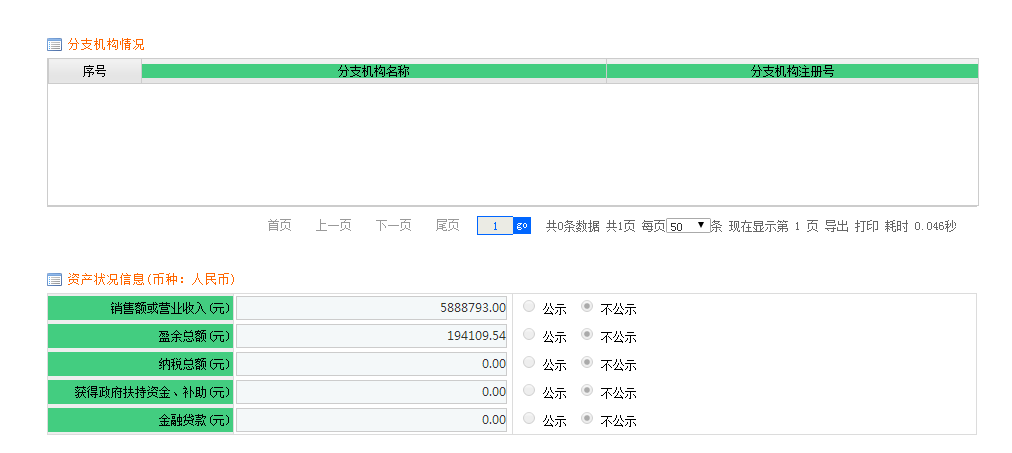 分支机构情况
序号 分支机构名称 分支机构注册号
首页 上一页 下一页 尾页 1 go 共0条数据 共1页 每页 50 条 现在显示第 1 页 导出 打印 耗时 0.046秒
资产状况信息(币种：人民币)
销售额或营业收入(元) 5888793.00 公示 不公示
盈余总额(元) 194109.54 公示 不公示
纳税总额(元) 0.00 公示 不公示
获得政府扶持资金、补助(元) 0.00 公示 不公示
金融贷款(元) 0.00 公示 不公示